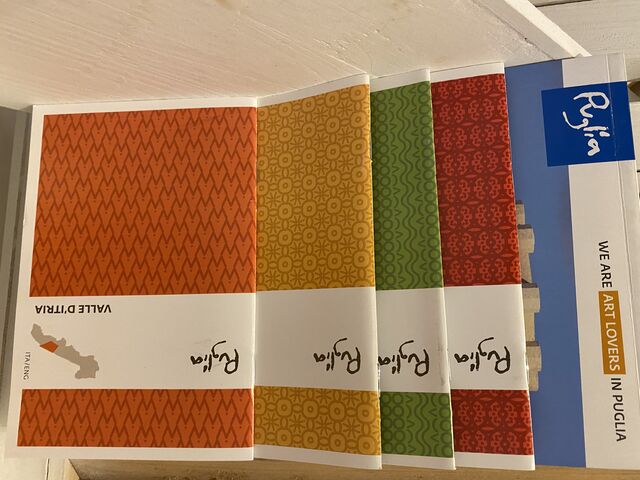 VALLE D'ITRIA
ITA/ENG
Puglia
Puglia
Puglia
Puglia
Puglia
WE ARE ART LOVERS IN PUGLIA